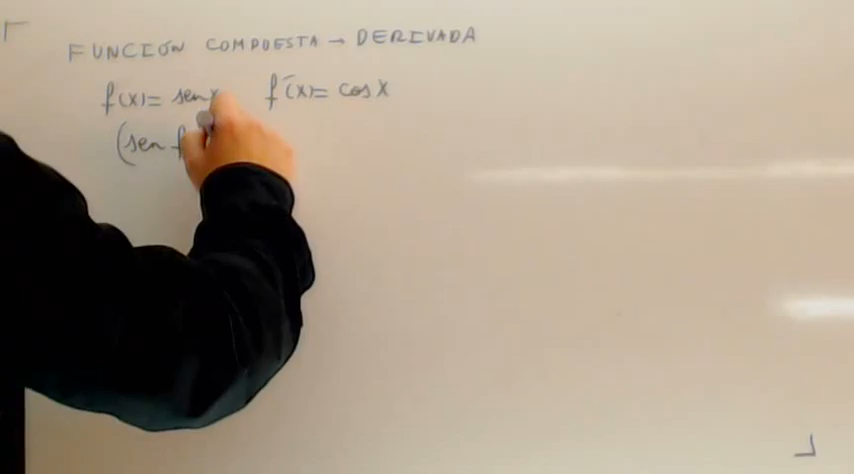 FUNCIÓN COMPUESTA → DERIVADA
f(x)= sen x f'(x)= cos x
(sen f